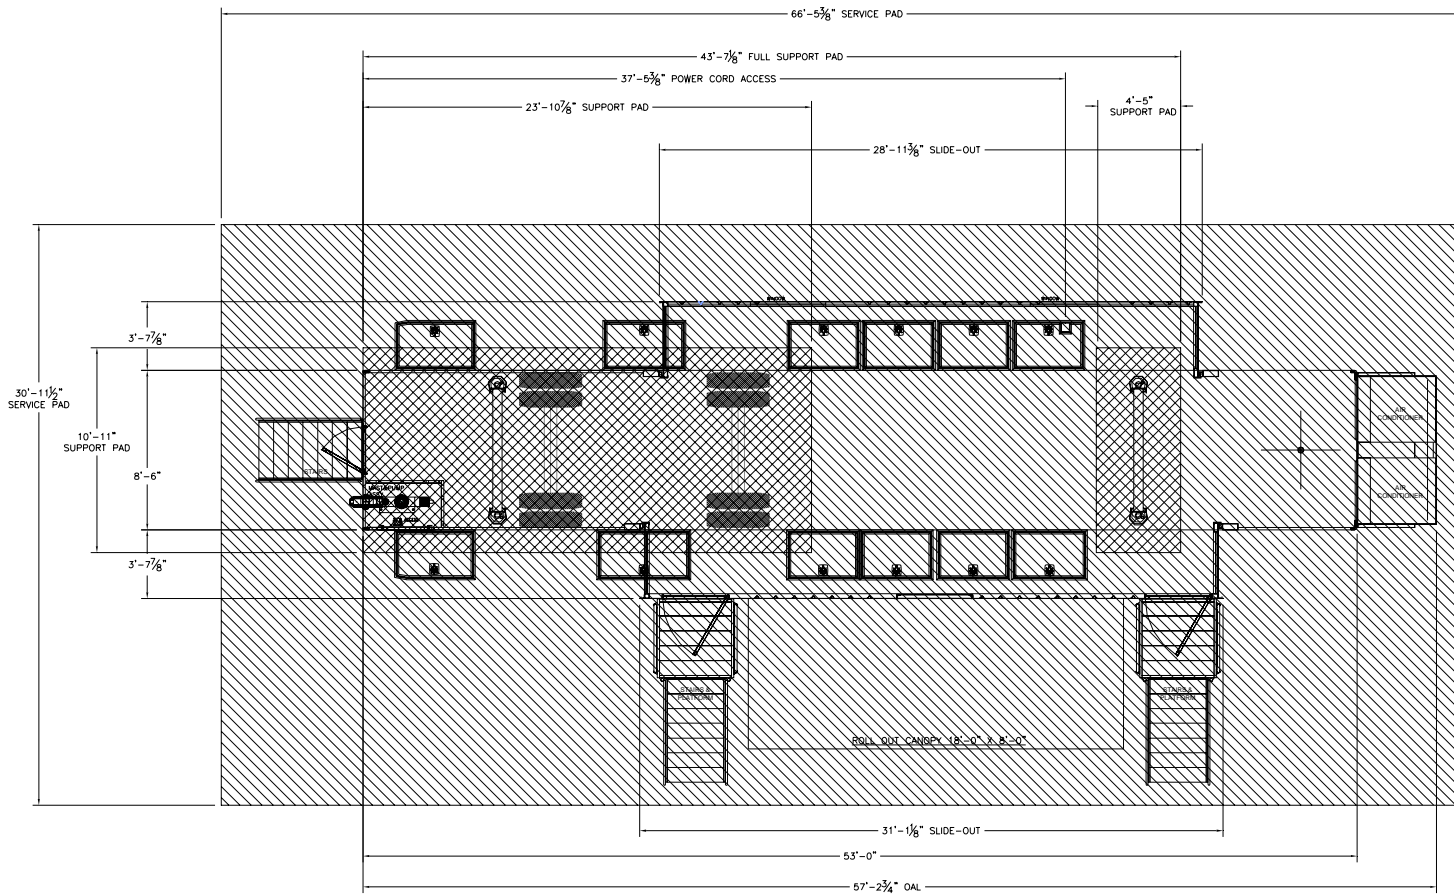 66'-5⅜" SERVICE PAD
43'-7⅛" FULL SUPPORT PAD
37'-5⅜" POWER CORD ACCESS
23'-10⅞" SUPPORT PAD
4'-5"
SUPPORT PAD
28'-11⅜" SLIDE-OUT
WINDOW
WINDOW
3'-7⅞"
30'-11½"
SERVICE PAD
10'-11"
SUPPORT PAD
8'-6"
STAIRS
AIR
CONDITIONER
AIR
CONDITIONER
3'-7⅞"
STAIRS &
PLATFORM
STAIRS &
PLATFORM
ROLL OUT CANOPY 18'-0" X 8'-0"
31'-1⅛" SLIDE-OUT
53'-0"
57'-2¾" OAL